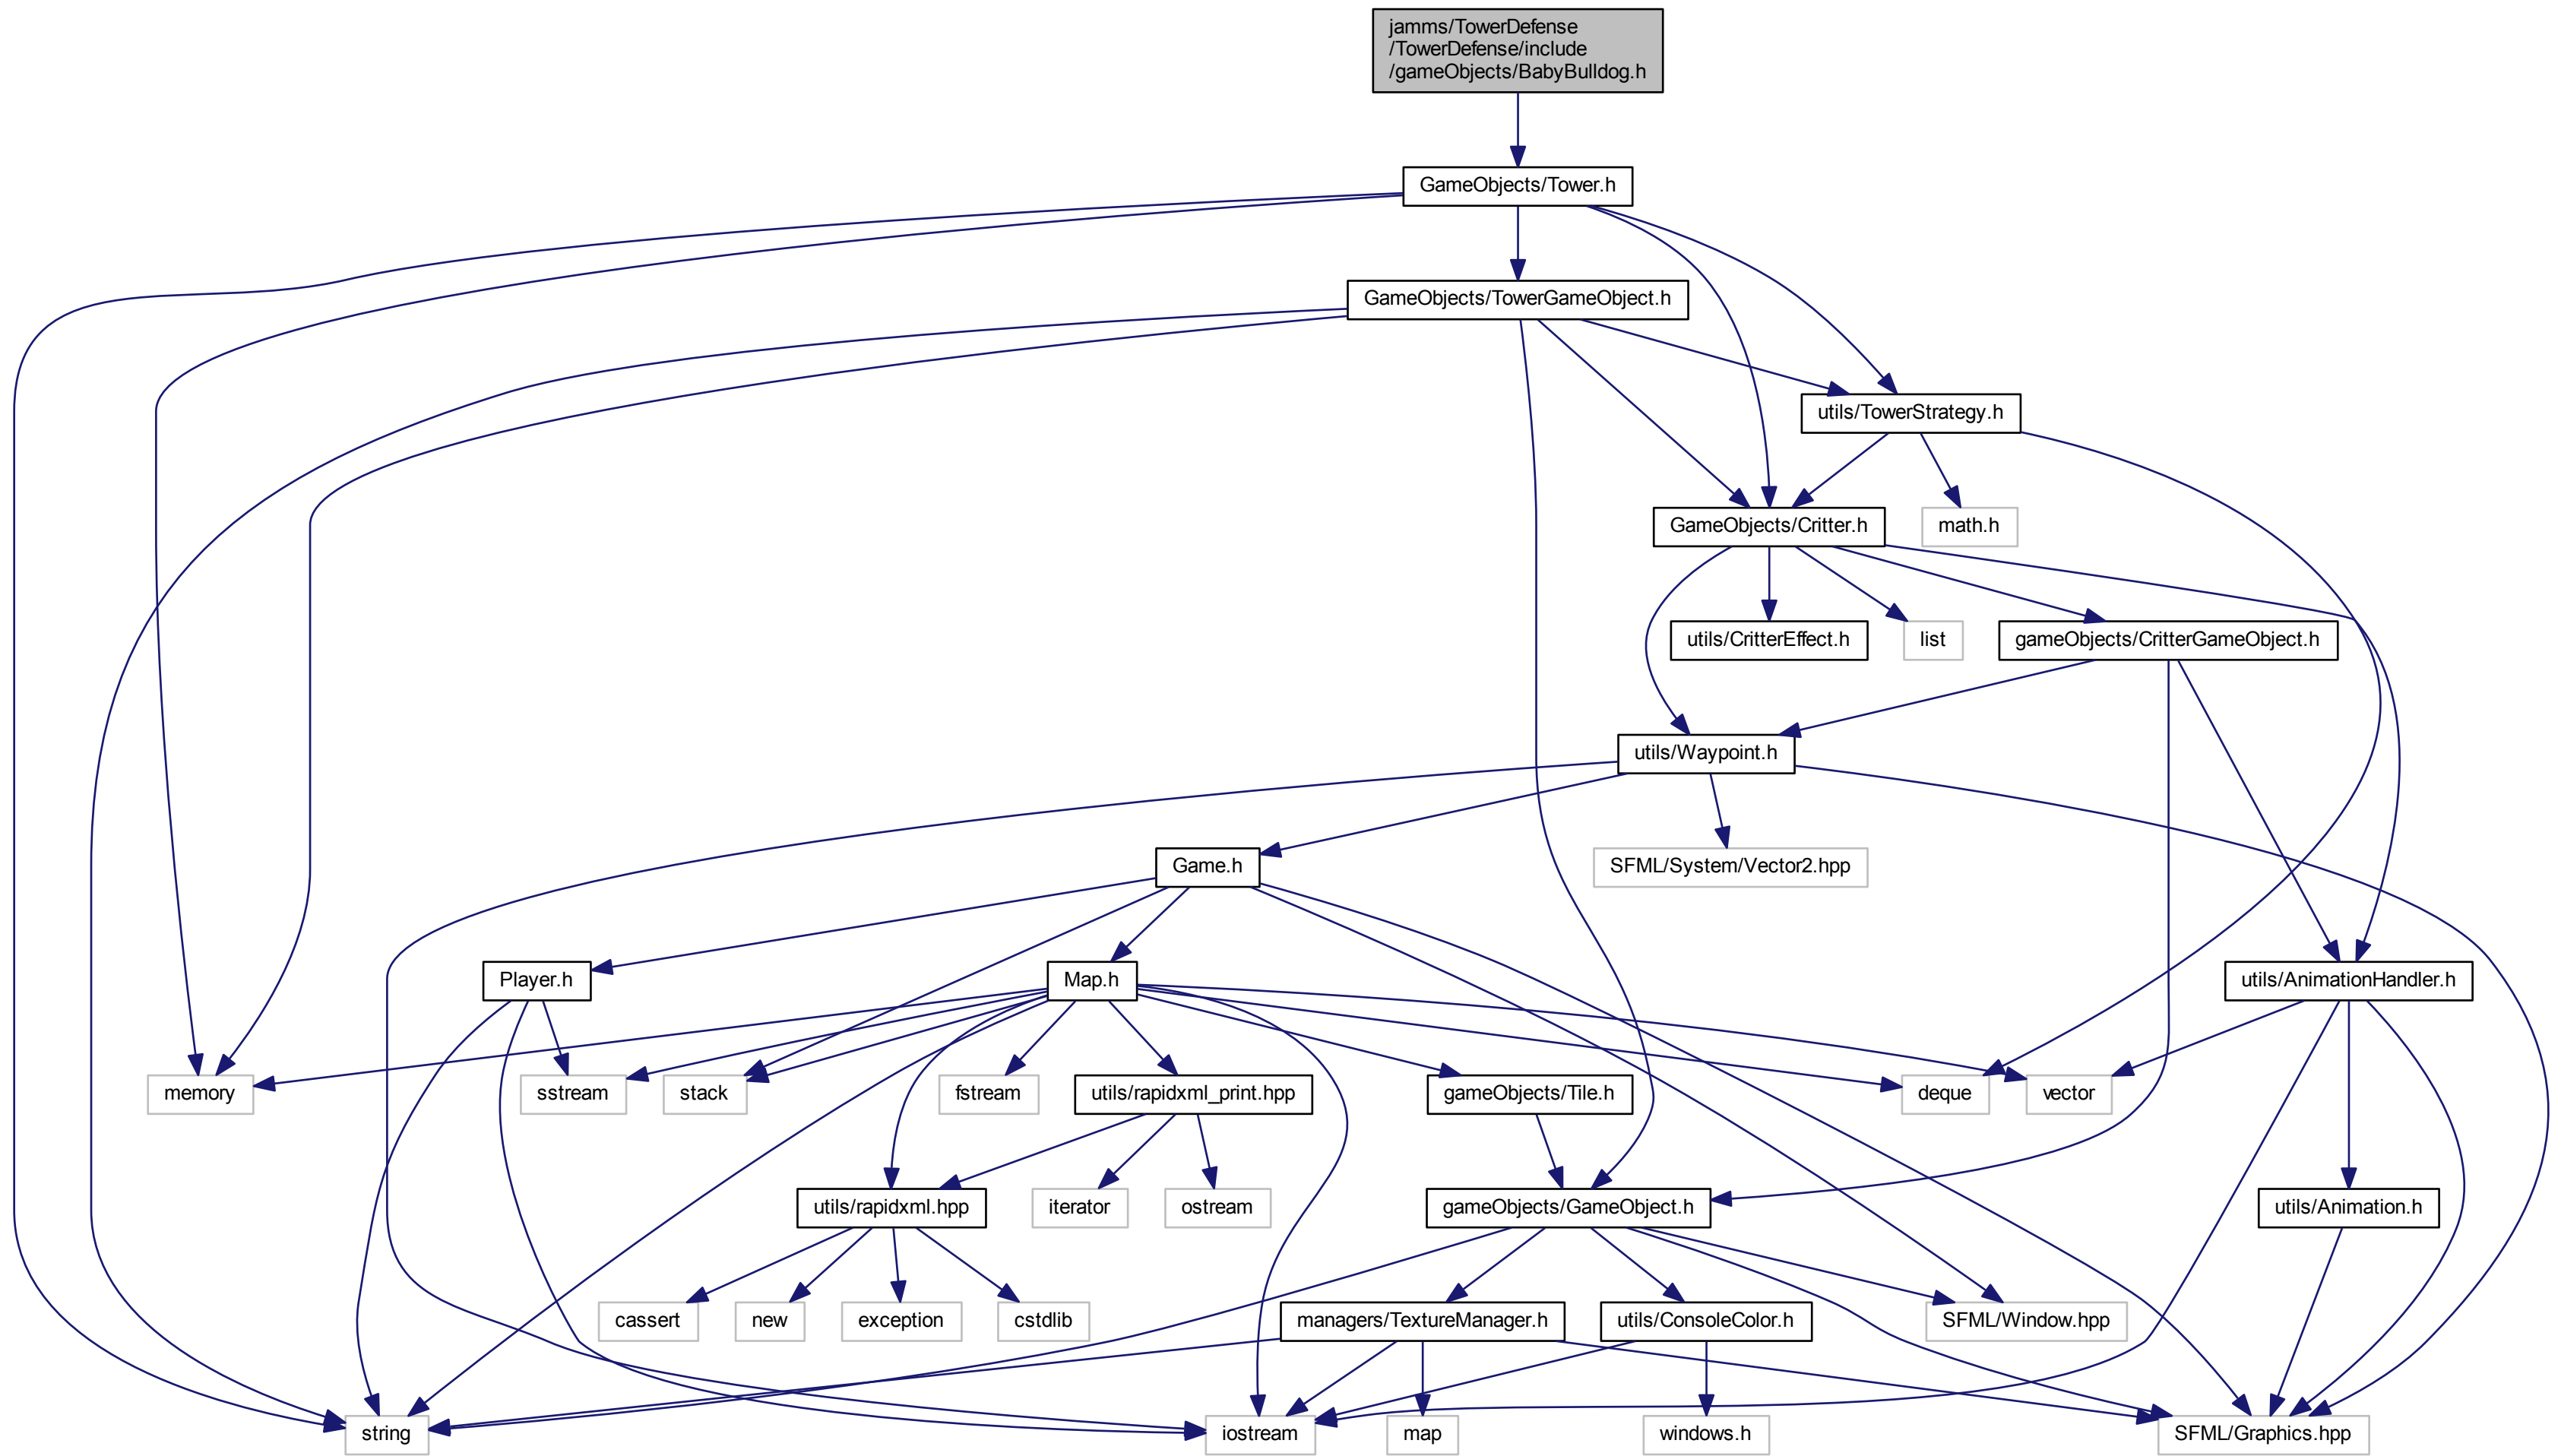 jamms/TowerDefense
/TowerDefense/include
/gameObjects/BabyBulldog.h
GameObjects/Tower.h
GameObjects/TowerGameObject.h
utils/TowerStrategy.h
GameObjects/Critter.h
math.h
utils/CritterEffect.h
list
gameObjects/CritterGameObject.h
utils/Waypoint.h
Game.h
SFML/System/Vector2.hpp
Player.h
Map.h
utils/AnimationHandler.h
memory
sstream
stack
fstream
utils/rapidxml_print.hpp
gameObjects/Tile.h
deque
vector
utils/rapidxml.hpp
iterator
ostream
gameObjects/GameObject.h
utils/Animation.h
cassert
new
exception
cstdlib
managers/TextureManager.h
utils/ConsoleColor.h
SFML/Window.hpp
string
iostream
map
windows.h
SFML/Graphics.hpp